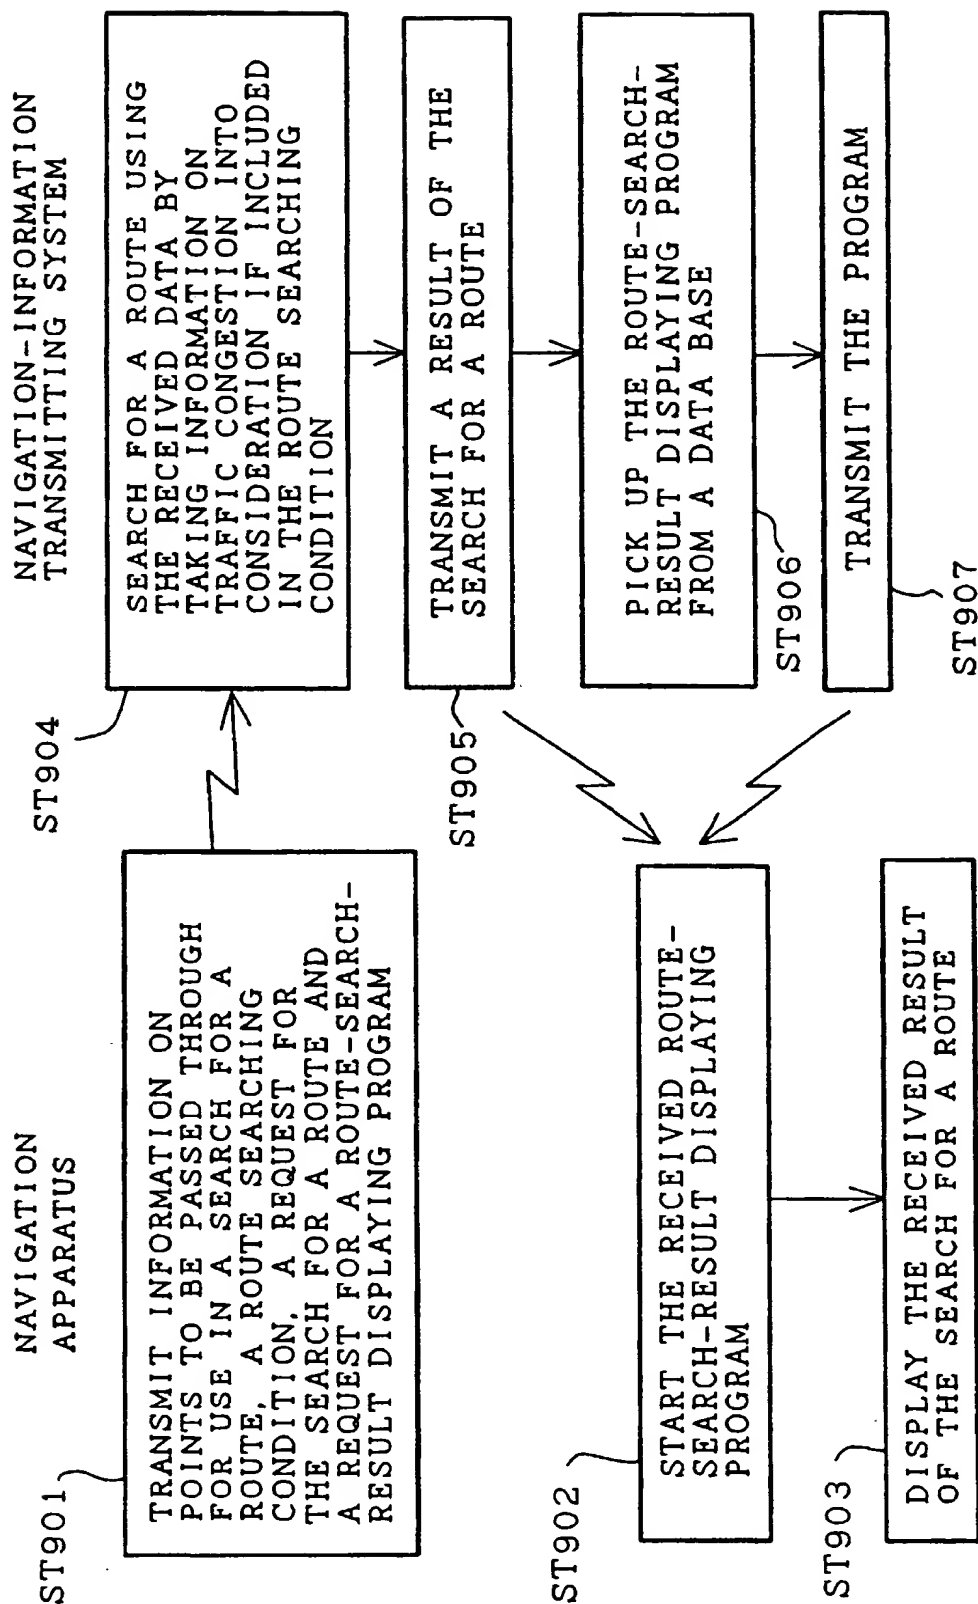 NAVIGATION
APPARATUS
ST901
TRANSMIT INFORMATION ON
POINTS TO BE PASSED THROUGH
FOR USE IN A SEARCH FOR A
ROUTE, A ROUTE SEARCHING
CONDITION, A REQUEST FOR
THE SEARCH FOR A ROUTE AND
A REQUEST FOR A ROUTE-SEARCH-
RESULT DISPLAYING PROGRAM
ST902
START THE RECEIVED ROUTE-
SEARCH-RESULT DISPLAYING
PROGRAM
ST903
DISPLAY THE RECEIVED RESULT
OF THE SEARCH FOR A ROUTE
NAVIGATION-INFORMATION
TRANSMITTING SYSTEM
ST904
SEARCH FOR A ROUTE USING
THE RECEIVED DATA BY
TAKING INFORMATION ON
TRAFFIC CONGESTION INTO
CONSIDERATION IF INCLUDED
IN THE ROUTE SEARCHING
CONDITION
ST905
TRANSMIT A RESULT OF THE
SEARCH FOR A ROUTE
PICK UP THE ROUTE-SEARCH-
RESULT DISPLAYING PROGRAM
FROM A DATA BASE
ST906
TRANSMIT THE PROGRAM
ST907